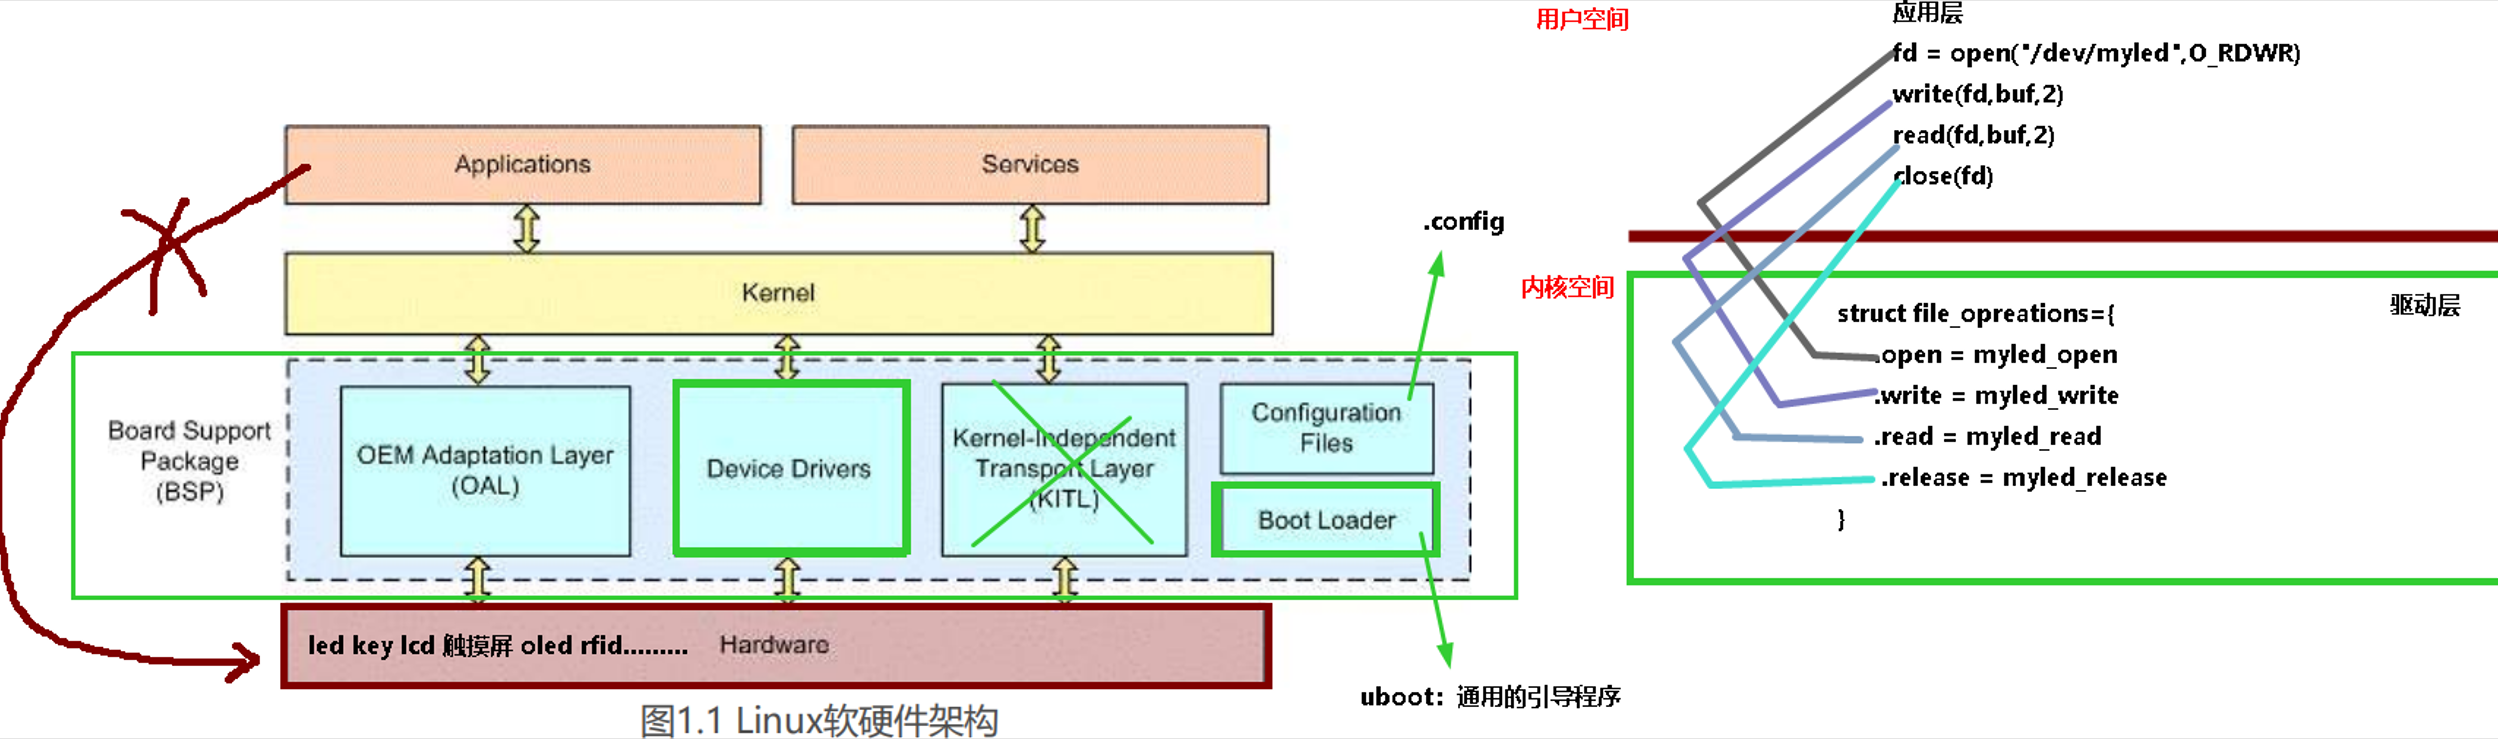 Applications
Services
Kernel
Board Support
Package
(BSP)
OEM Adaptation Layer
(OAL)
Device Drivers
Kernel-Independent
Transport Layer
(KITL)
Configuration
Files
Boot Loader
.config
led key lcd 触摸屏 oled rfid.........
Hardware
uboot: 通用的引导程序
图1.1 Linux软硬件架构
用户空间
应用层
fd = open("/dev/myled",O_RDWR)
write(fd,buf,2)
read(fd,buf,2)
close(fd)
内核空间
驱动层
struct file_opreations={
.open = myled_open
.write = myled_write
.read = myled_read
.release = myled_release
}